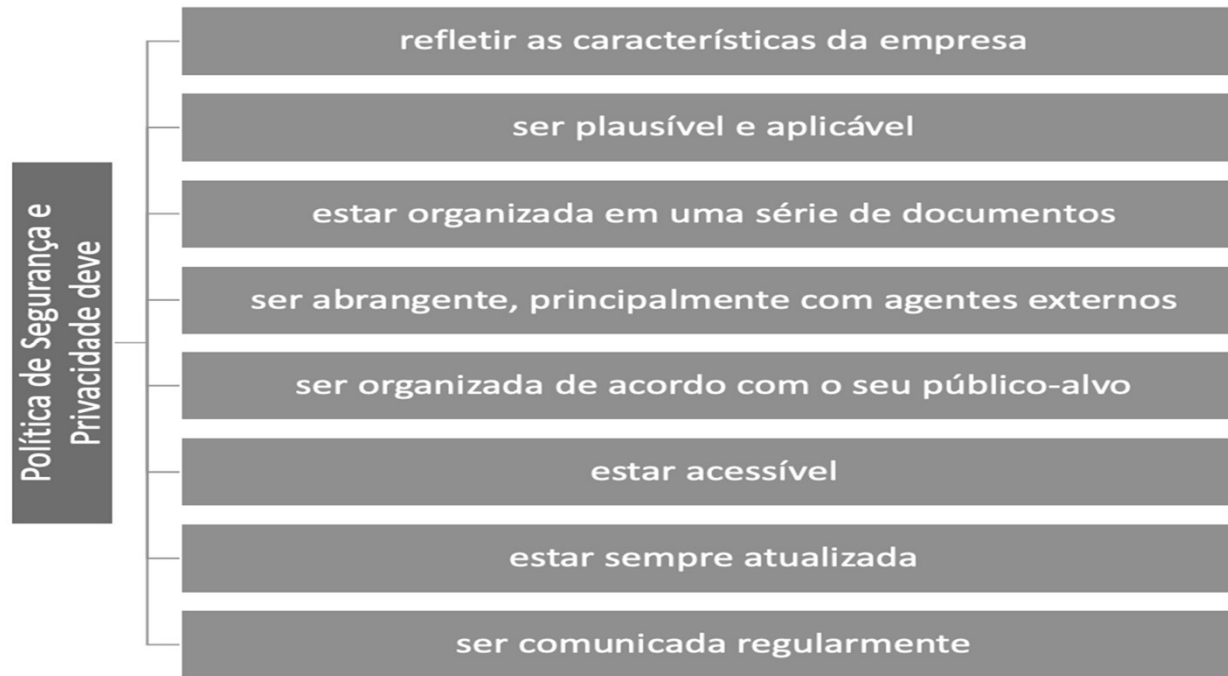 Política de Segurança e
Privacidade deve
refletir as características da empresa
ser plausível e aplicável
estar organizada em uma série de documentos
ser abrangente, principalmente com agentes externos
ser organizada de acordo com o seu público-alvo
estar acessível
estar sempre atualizada
ser comunicada regularmente